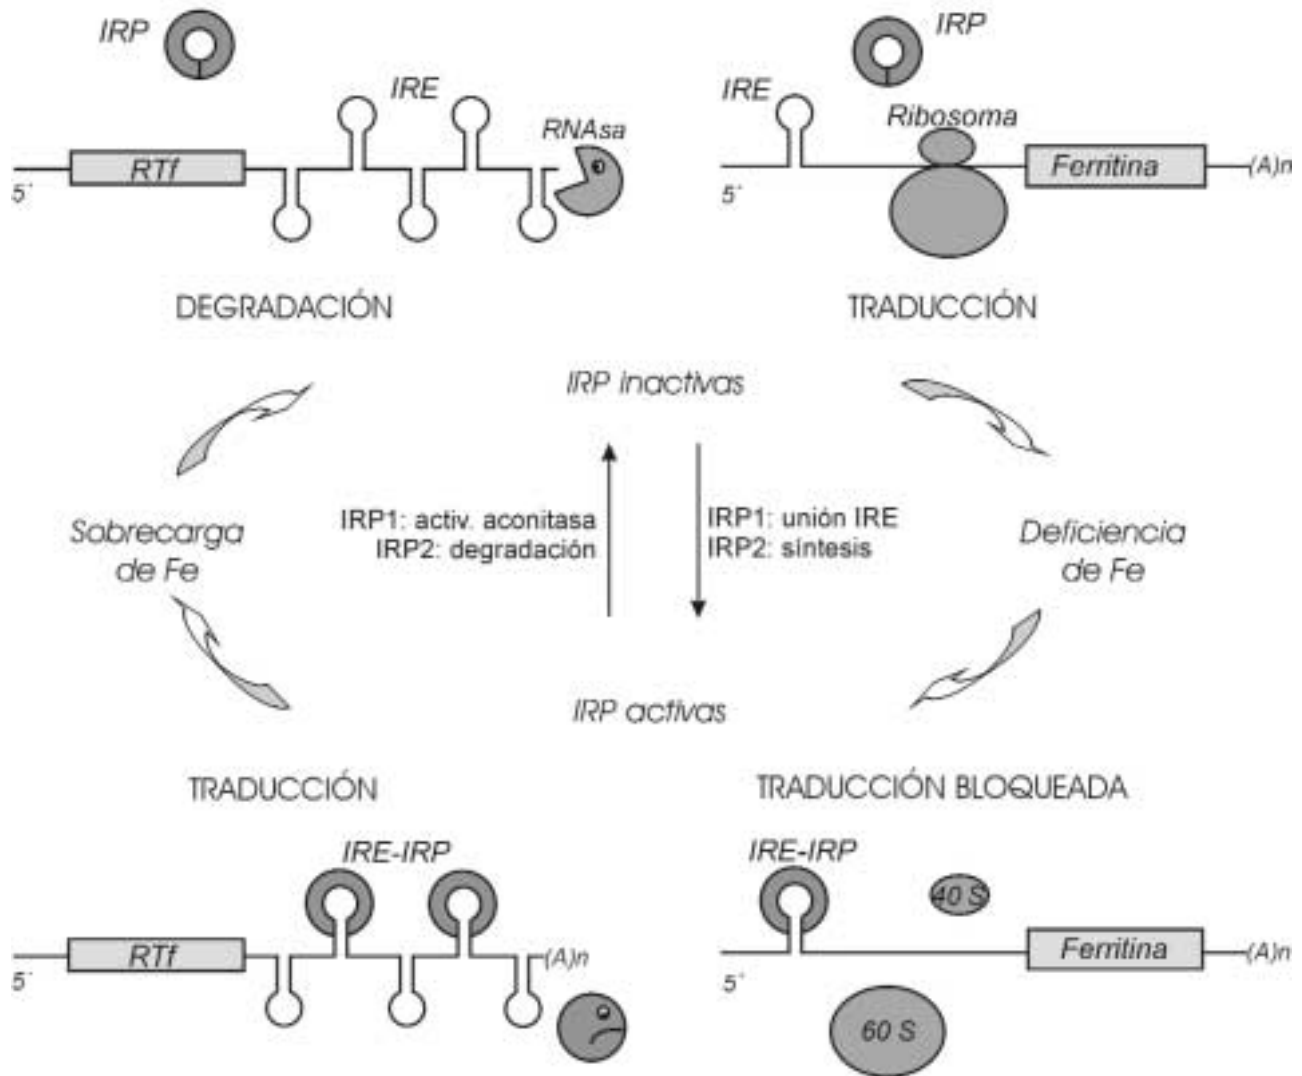 IRP
IRE
RNAsa
RTf
5´
IRP
IRE
Ribosoma
Ferritina
(A)n
5´
DEGRADACIÓN
TRADUCCIÓN
IRP inactivas
Sobrecarga
de Fe
IRP1: activ. aconitasa
IRP2: degradación
IRP1: unión IRE
IRP2: síntesis
Deficiencia
de Fe
IRP activas
TRADUCCIÓN
TRADUCCIÓN BLOQUEADA
IRE-IRP
RTf
(A)n
5´
IRE-IRP
40 S
Ferritina
(A)n
5´
60 S